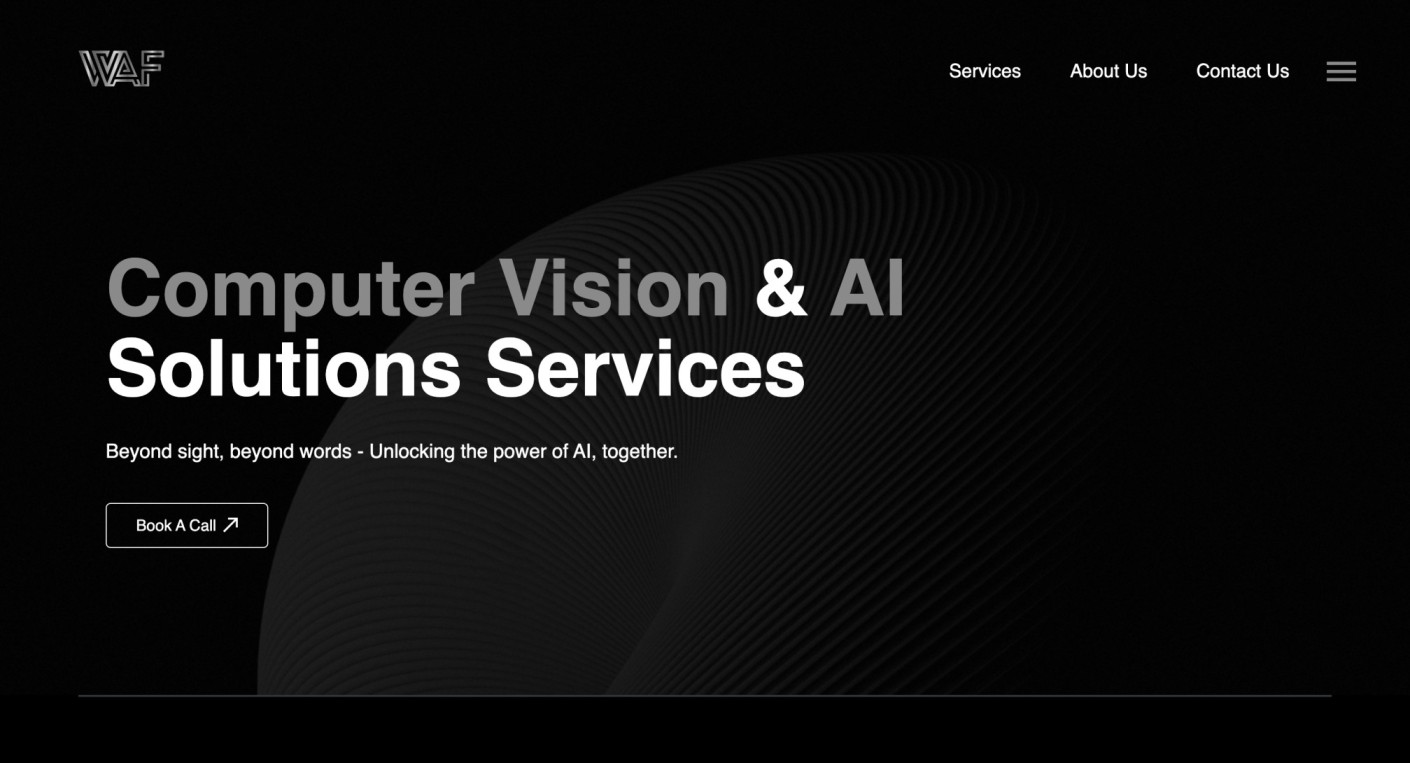 WAF
Services
About Us
Contact Us
Computer Vision & AI
Solutions Services
Beyond sight, beyond words - Unlocking the power of AI, together.
Book A Call